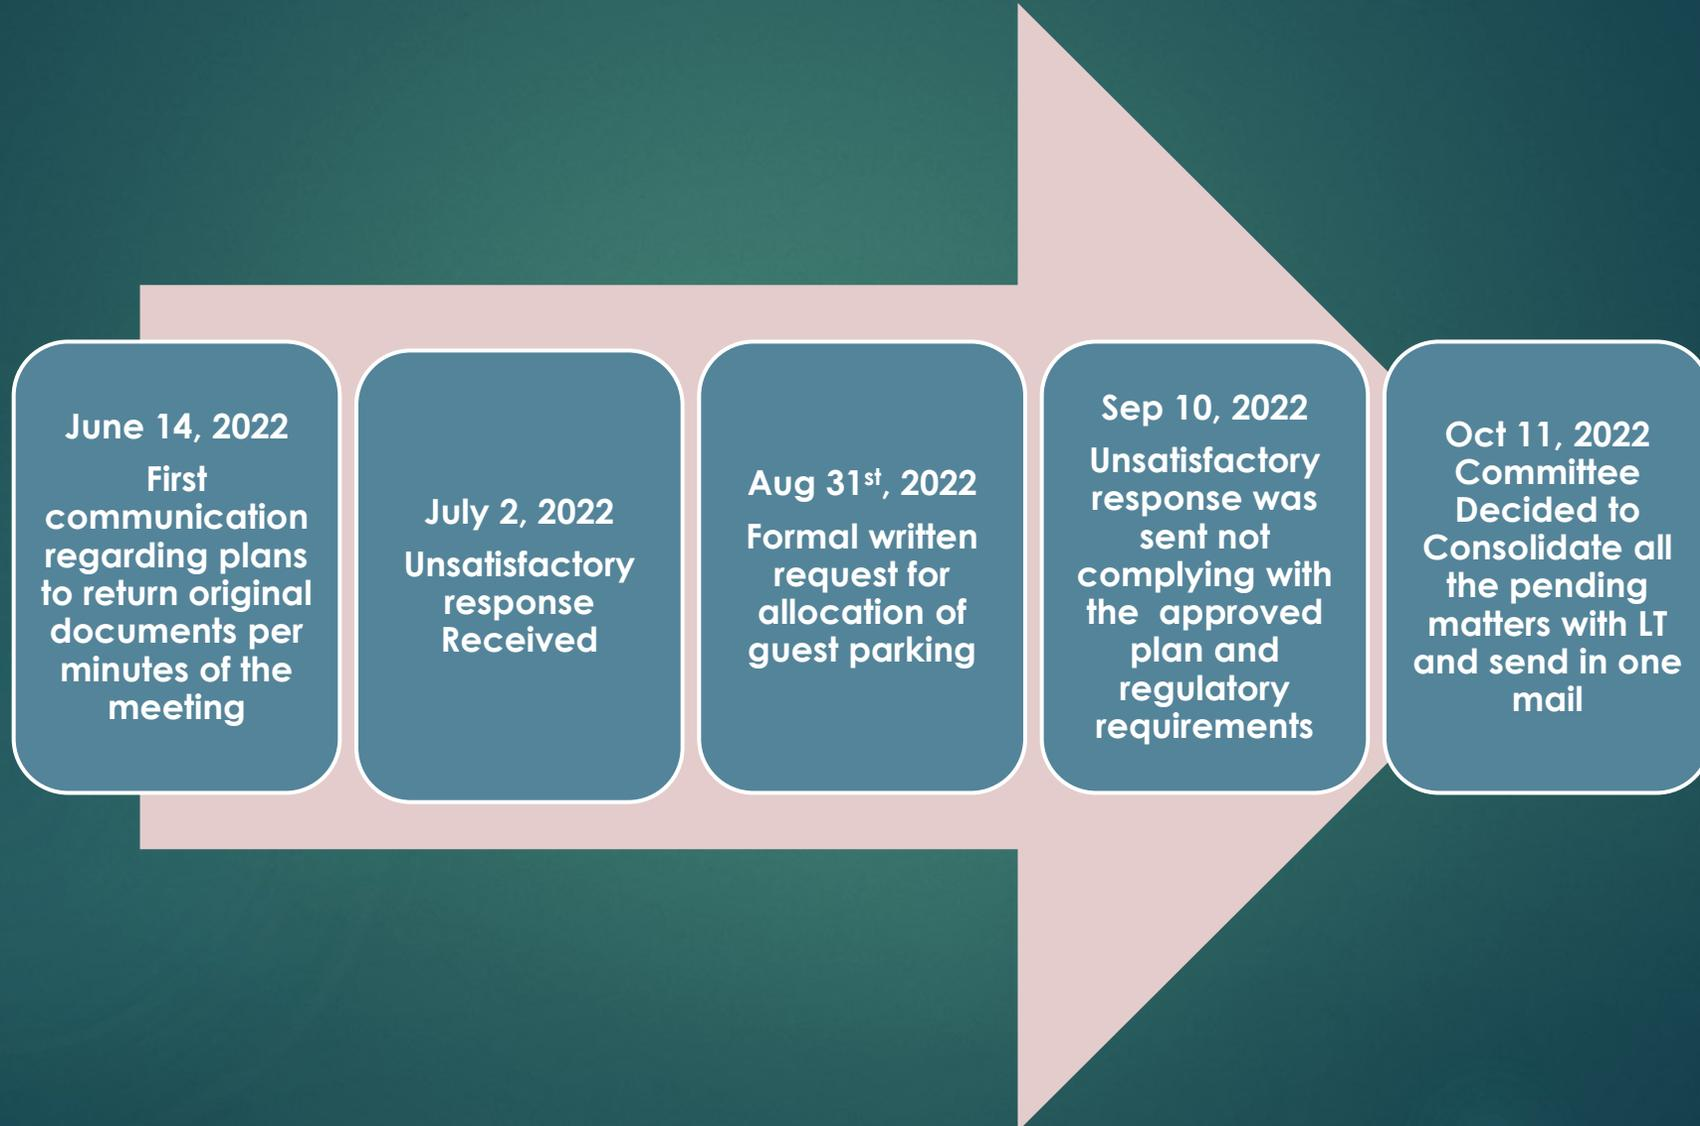 June 14, 2022
First
communication
regarding plans
to return original
documents per
minutes of the
meeting
July 2, 2022
Unsatisfactory
response
Received
Aug 31st, 2022
Formal written
request for
allocation of
guest parking
Sep 10, 2022
Unsatisfactory
response was
sent not
complying with
the  approved
plan and
regulatory
requirements
Oct 11, 2022
Committee
Decided to
Consolidate all
the pending
matters with LT
and send in one
mail